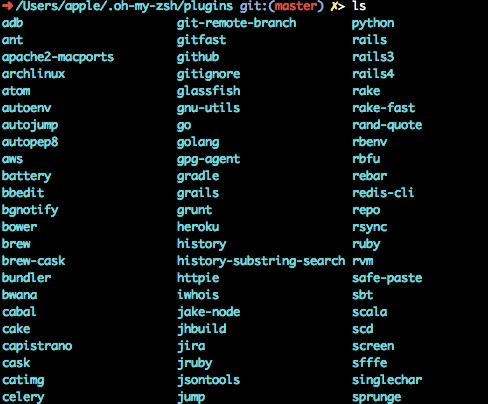 ➜ /Users/apple/.oh-my-zsh/plugins git:(master) ✗> ls
adb git-remote-branch python
ant gitfast rails
apache2-macports github rails3
archlinux gitignore rails4
atom glassfish rake
autoenv gnu-utils rake-fast
autojump go rand-quote
autopep8 golang rbenv
aws gpg-agent rbfu
battery gradle rebar
bbedit grails redis-cli
bgnotify grunt repo
bower heroku rsync
brew history ruby
brew-cask history-substring-search rvm
bundler httpie safe-paste
bwana iwhois sbt
cabal jake-node scala
cake jhbuild scd
capistrano jira screen
cask jruby sfffe
catimg jsontools singlechar
celery jump sprunge